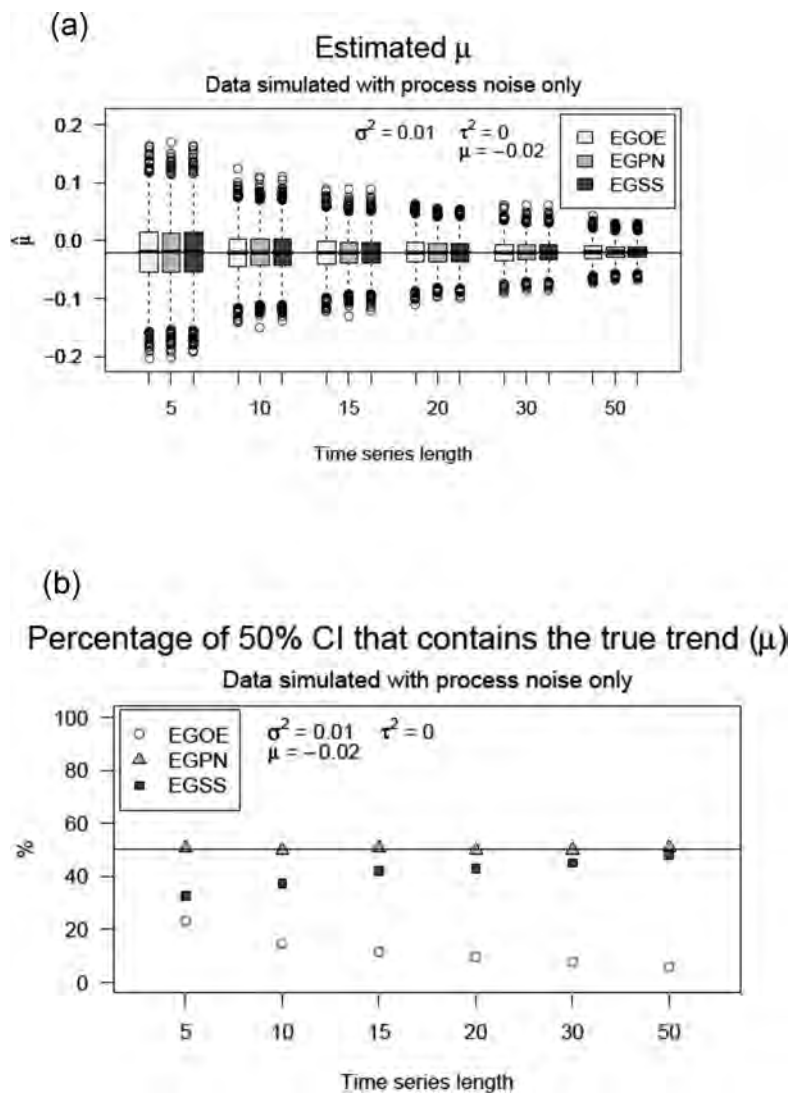 (a)
Estimated μ
Data simulated with process noise only
σ² = 0.01 τ² = 0
μ = −0.02
EGOE
EGPN
EGSS
0.2
0.1
0.0
−0.1
−0.2
μ̂
5 10 15 20 30 50
Time series length
(b)
Percentage of 50% CI that contains the true trend (μ)
Data simulated with process noise only
EGOE
EGPN
EGSS
σ² = 0.01 τ² = 0
μ = −0.02
100
80
60
40
20
0
%
5 10 15 20 30 50
Time series length